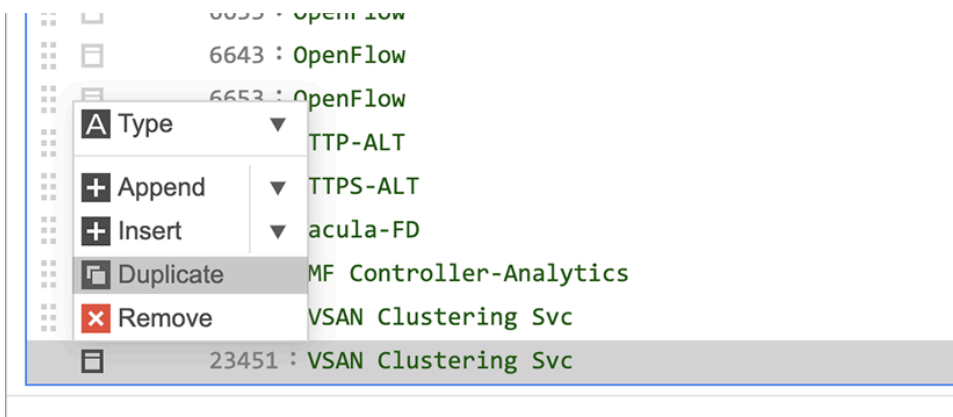 OpenFlow
6643 : OpenFlow
6653 : OpenFlow
Type
TTP-ALT
Append
TTPS-ALT
Insert
acula-FD
Duplicate
MF Controller-Analytics
Remove
VSAN Clustering Svc
23451 : VSAN Clustering Svc